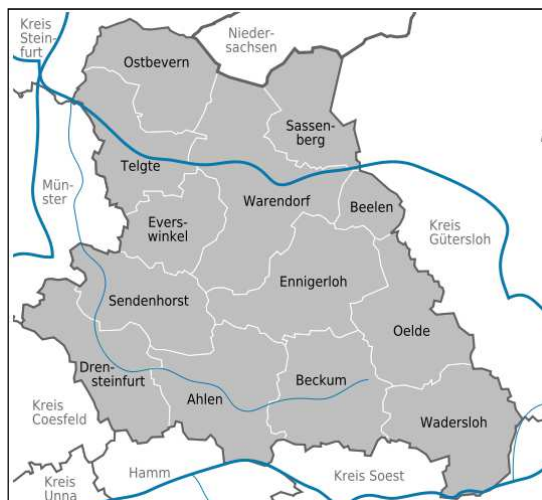 Kreis
Stein-
furt
Nieder-
sachsen
Ostbevern
Sassen-
berg
Telgte
Mün-
ster
Warendorf
Beelen
Evers-
winkel
Kreis
Gütersloh
Ennigerloh
Sendenhorst
Oelde
Dren-
steinfurt
Beckum
Ahlen
Kreis
Coesfeld
Wadersloh
Hamm
Kreis Soest
Kreis
Unna